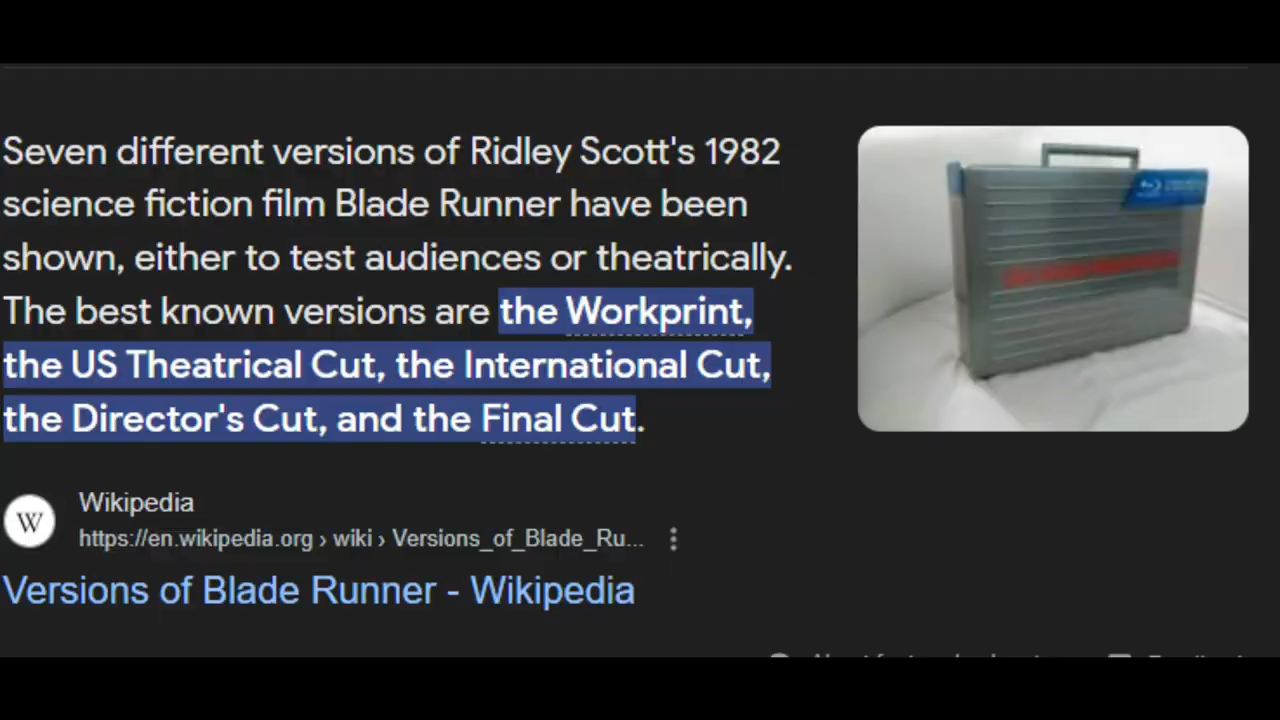 Seven different versions of Ridley Scott's 1982
science fiction film Blade Runner have been
shown, either to test audiences or theatrically.
The best known versions are the Workprint,
the US Theatrical Cut, the International Cut,
the Director's Cut, and the Final Cut.
W
Wikipedia
https://en.wikipedia.org › wiki › Versions_of_Blade_Ru...
Versions of Blade Runner - Wikipedia